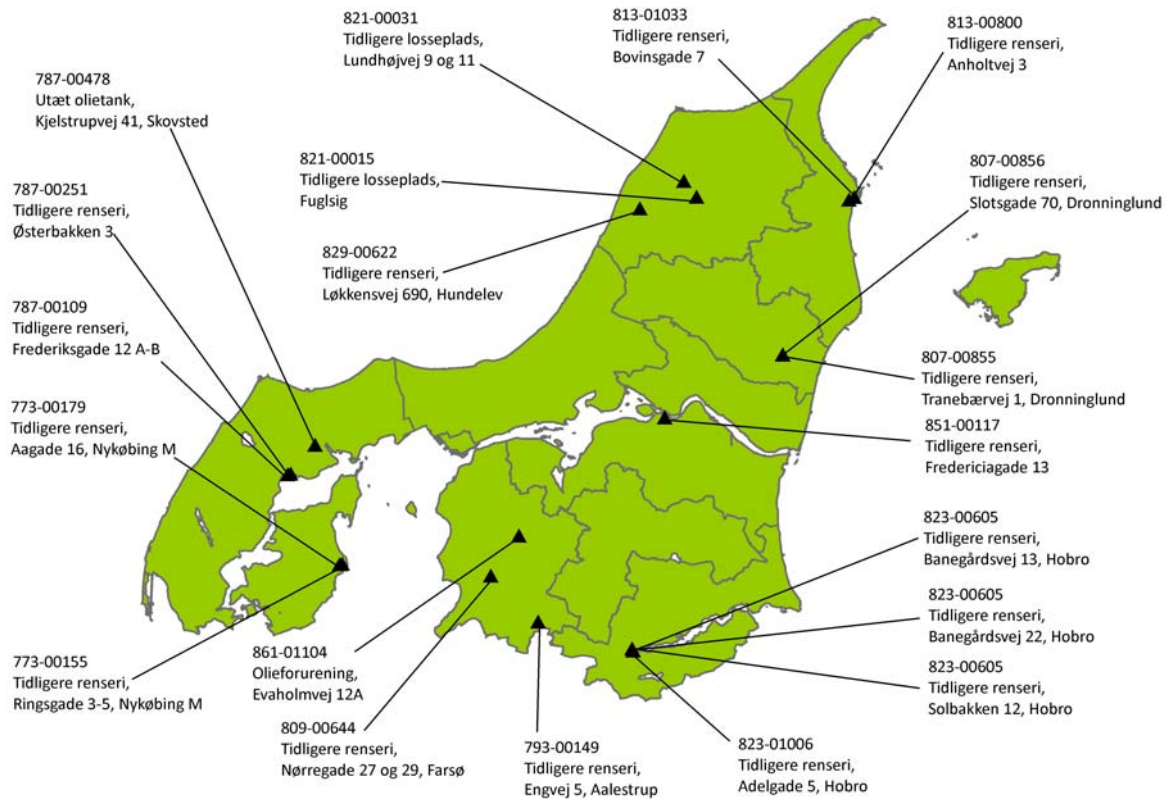 821-00031
Tidligere losseplads,
Lundhøjvej 9 og 11
813-01033
Tidligere renseri,
Bovinsgade 7
813-00800
Tidligere renseri,
Anholtvej 3
787-00478
Utæt olietank,
Kjelstrupvej 41, Skovsted
821-00015
Tidligere losseplads,
Fuglsig
807-00856
Tidligere renseri,
Slotsgade 70, Dronninglund
787-00251
Tidligere renseri,
Østerbakken 3
829-00622
Tidligere renseri,
Løkkensvej 690, Hundelev
787-00109
Tidligere renseri,
Frederiksgade 12 A-B
807-00855
Tidligere renseri,
Tranebærvej 1, Dronninglund
773-00179
Tidligere renseri,
Aagade 16, Nykøbing M
851-00117
Tidligere renseri,
Fredericiagade 13
823-00605
Tidligere renseri,
Banegårdsvej 13, Hobro
823-00605
Tidligere renseri,
Banegårdsvej 22, Hobro
773-00155
Tidligere renseri,
Ringsgade 3-5, Nykøbing M
861-01104
Olieforurening,
Evaholmvej 12A
823-00605
Tidligere renseri,
Solbakken 12, Hobro
809-00644
Tidligere renseri,
Nørregade 27 og 29, Farsø
793-00149
Tidligere renseri,
Engvej 5, Aalestrup
823-01006
Tidligere renseri,
Adelgade 5, Hobro